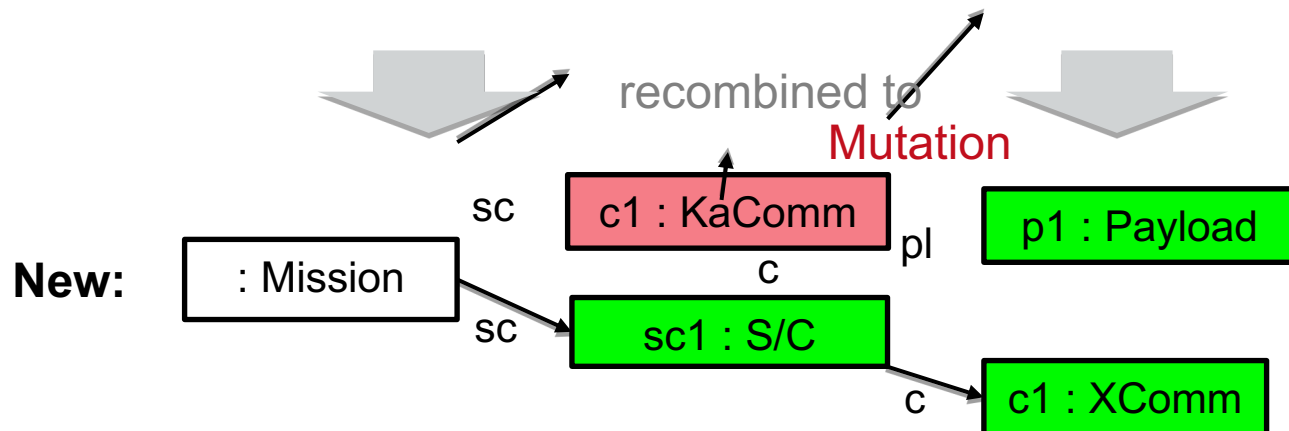 recombined to
Mutation
sc
c1 : KaComm
pl
p1 : Payload
c
New:
: Mission
sc
sc1 : S/C
c
c1 : XComm